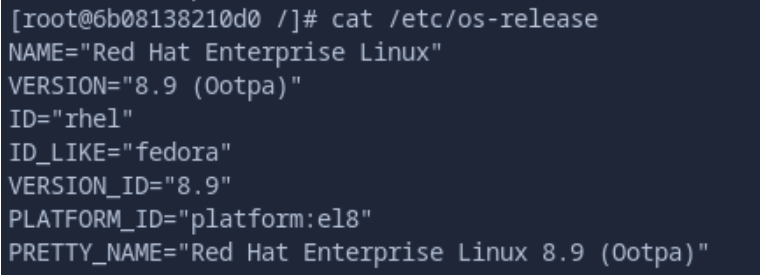 [root@6b08138210d0 /]# cat /etc/os-release
NAME="Red Hat Enterprise Linux"
VERSION="8.9 (Ootpa)"
ID="rhel"
ID_LIKE="fedora"
VERSION_ID="8.9"
PLATFORM_ID="platform:el8"
PRETTY_NAME="Red Hat Enterprise Linux 8.9 (Ootpa)"